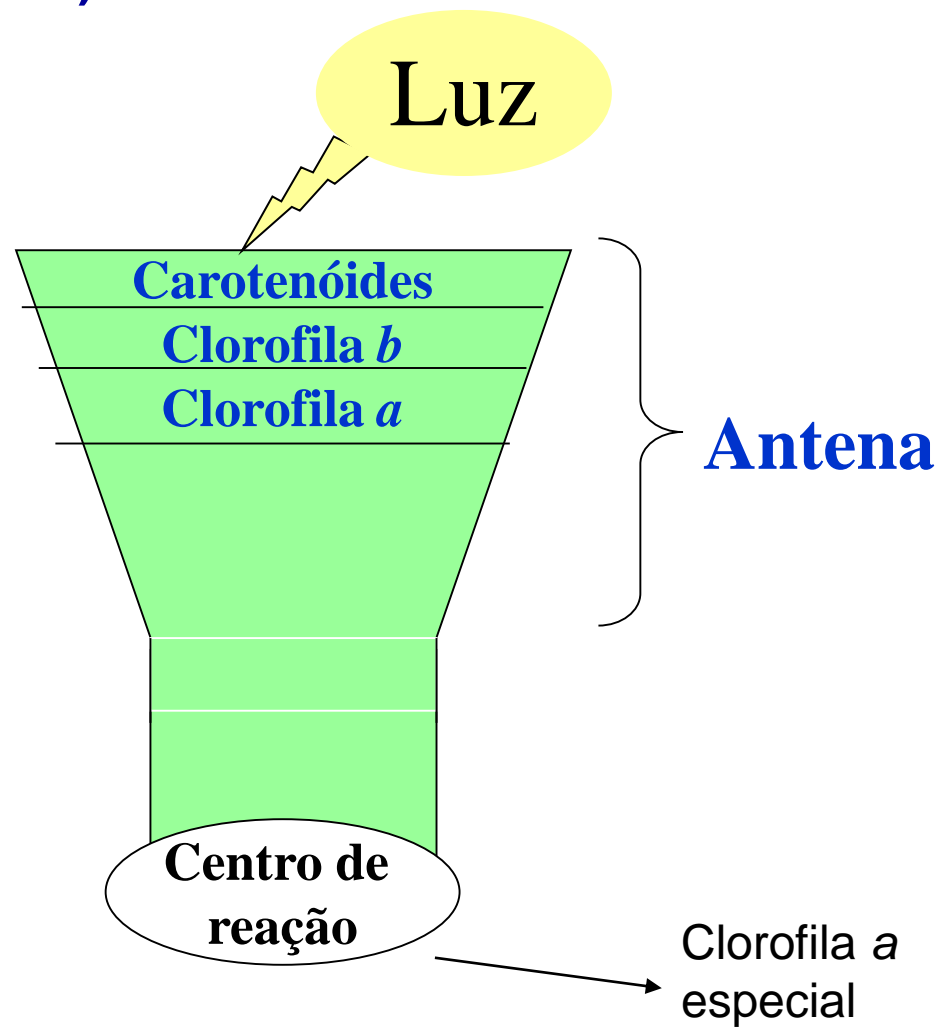 )
Luz
Carotenóides
Clorofila b
Clorofila a
Antena
Centro de
reação
Clorofila a
especial